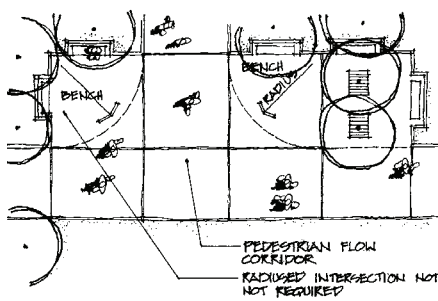 BENCH
BENCH
RADIUS
PEDESTRIAN FLOW
CORRIDOR
RADIUSED INTERSECTION NOT
NOT REQUIRED